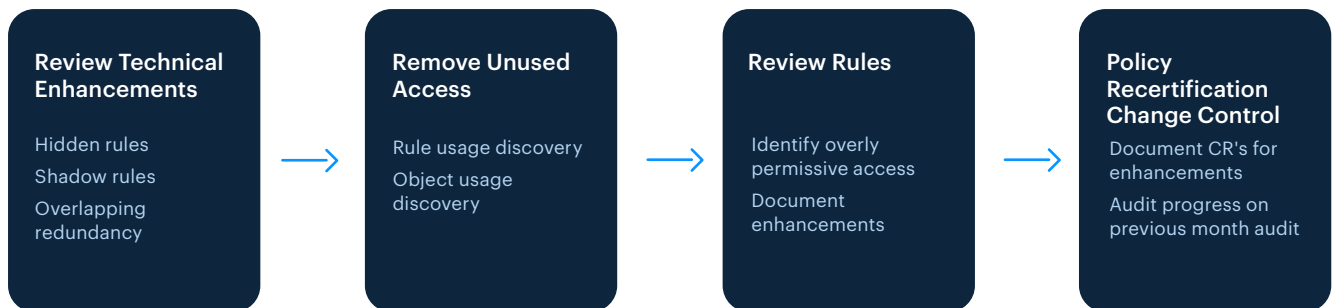 Review Technical
Enhancements
Hidden rules
Shadow rules
Overlapping
redundancy
Remove Unused
Access
Rule usage discovery
Object usage
discovery
Review Rules
Identify overly
permissive access
Document
enhancements
Policy
Recertification
Change Control
Document CR's for
enhancements
Audit progress on
previous month audit